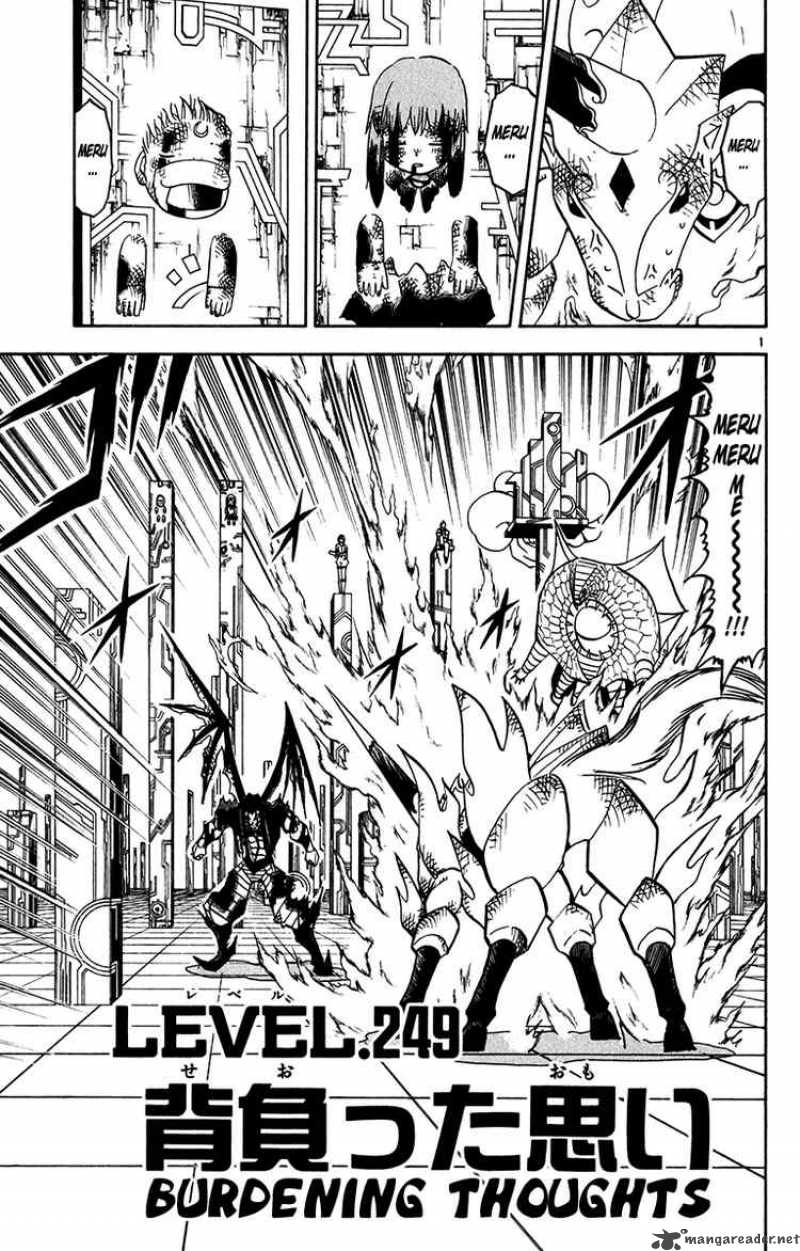 MERU
...
MERU
...
MERU
...
1
MERU
MERU
ME~~~~
!!!
レベル
LEVEL.249
せお おも
背負った思い
BURDENING THOUGHTS
mangareader.net